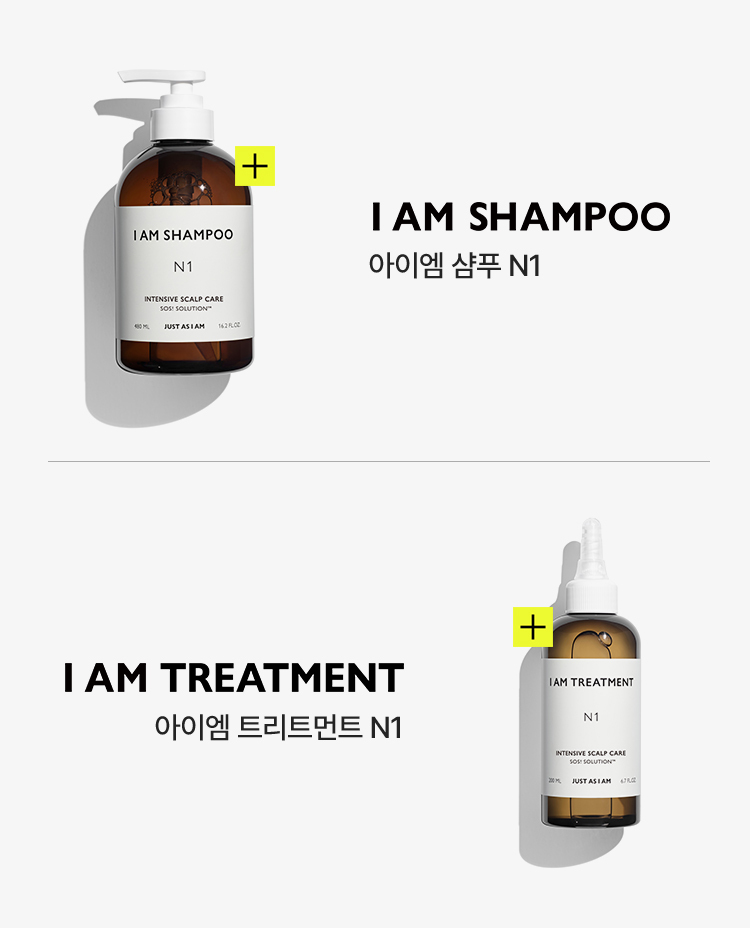 I AM SHAMPOO
N1
INTENSIVE SCALP CARE
SOS! SOLUTION™
480 ML JUST AS I AM 16.2 FL.OZ.
I AM SHAMPOO
아이엠 샴푸 N1
I AM TREATMENT
아이엠 트리트먼트 N1
I AM TREATMENT
N1
INTENSIVE SCALP CARE
SOS! SOLUTION™
200 ML JUST AS I AM 6.7 FL.OZ